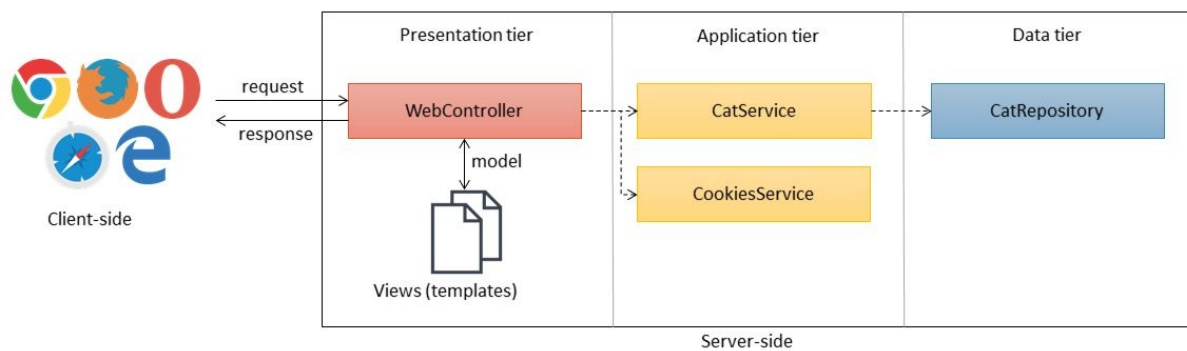 Presentation tier
Application tier
Data tier
request
WebController
CatService
CatRepository
response
model
CookiesService
Client-side
Views (templates)
Server-side